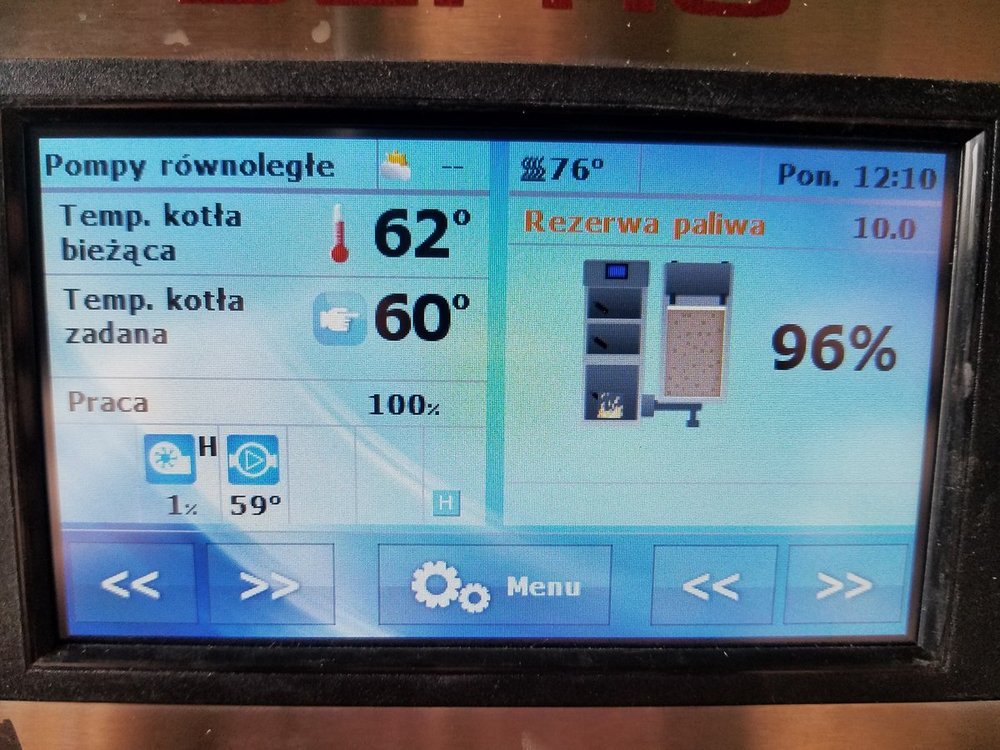 Pompy równoległe
--
76°
Pon. 12:10
Temp. kotła
bieżąca
62°
Temp. kotła
zadana
60°
Praca
100%
H
1%
59°
H
Rezerwa paliwa
10.0
96%
<<
>>
Menu
<<
>>